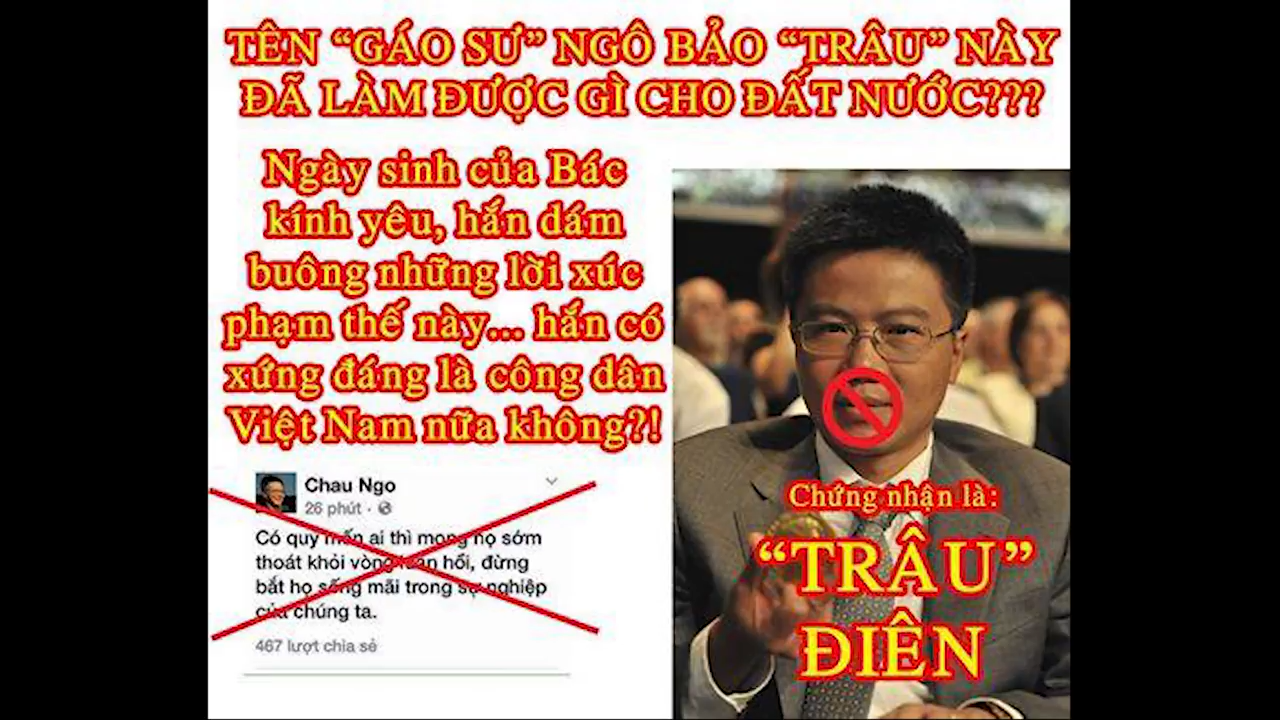 TÊN “GÁO SƯ” NGÔ BẢO “TRÂU” NÀY
ĐÃ LÀM ĐƯỢC GÌ CHO ĐẤT NƯỚC???
Ngày sinh của Bác
kính yêu, hắn dám
buông những lời xúc
phạm thế này... hắn có
xứng đáng là công dân
Việt Nam nữa không?!
Chau Ngo
26 phút ·
Có quý mến ai thì mong họ sớm
thoát khỏi vòng luân hồi, đừng
bắt họ sống mãi trong sự nghiệp
của chúng ta.
467 lượt chia sẻ
Chứng nhận là:
“TRÂU”
ĐIÊN